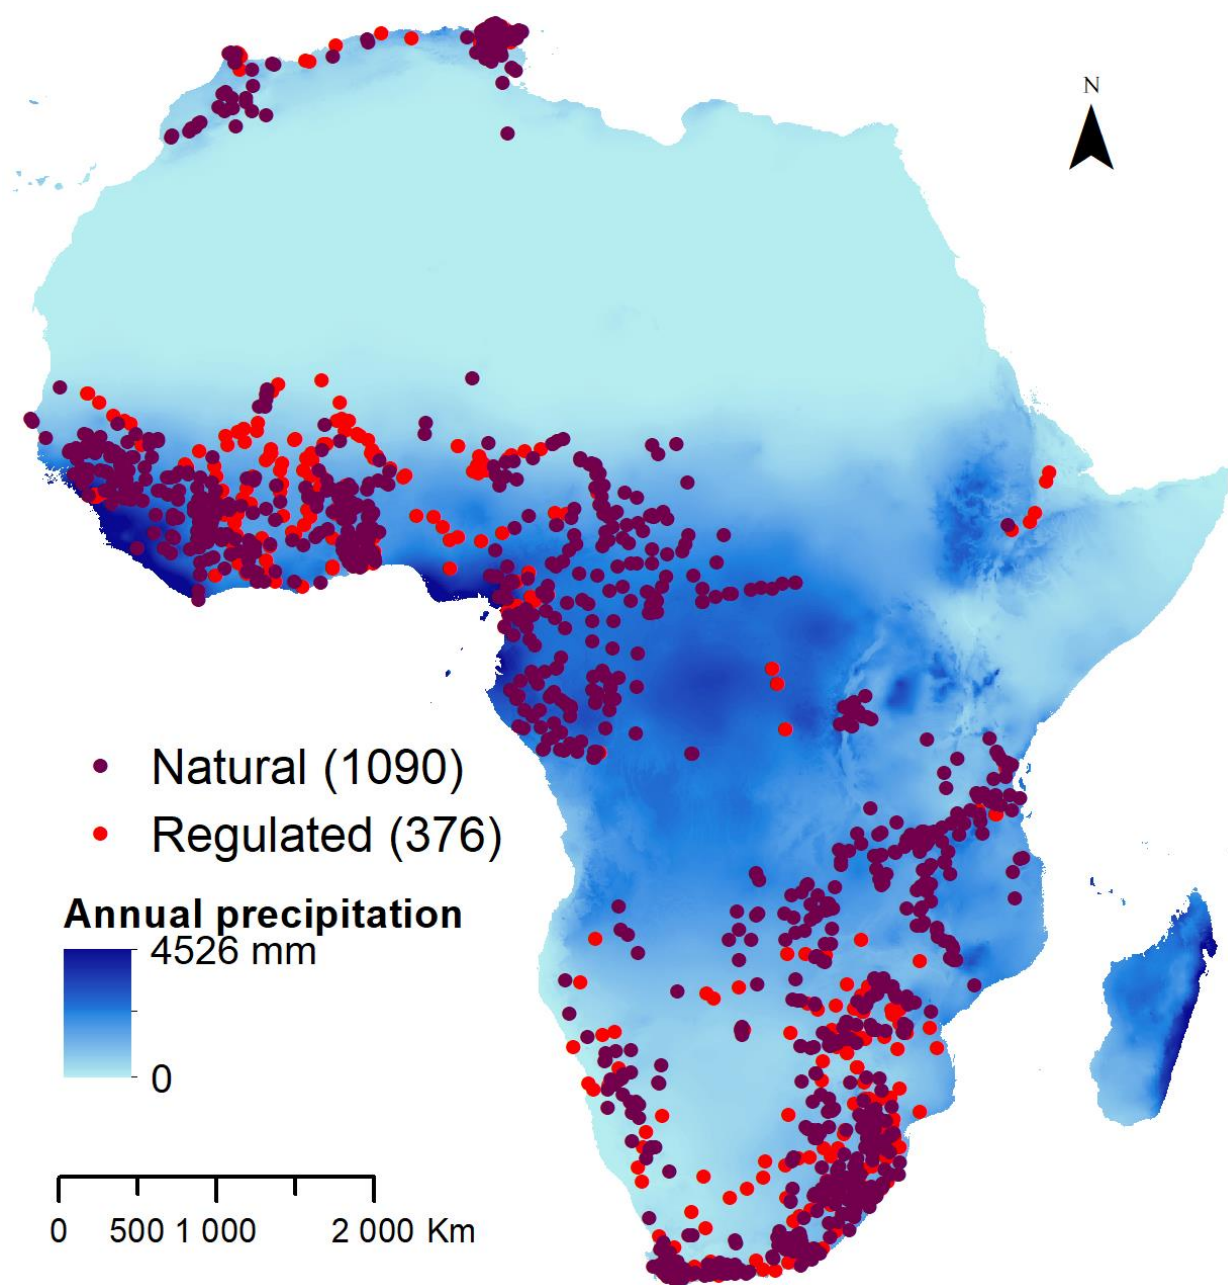 N
Natural (1090)
Regulated (376)
Annual precipitation
4526 mm
0
0 500 1 000 2 000 Km